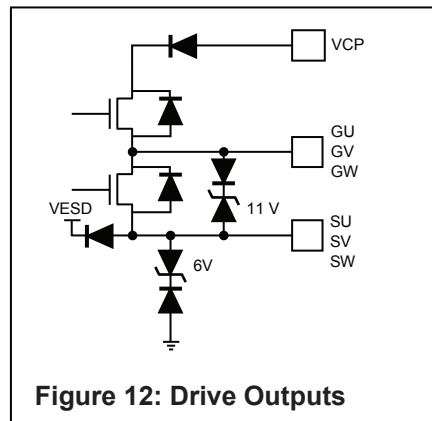 VCP
GU
GV
GW
VESD
11 V
SU
SV
SW
6V
Figure 12: Drive Outputs